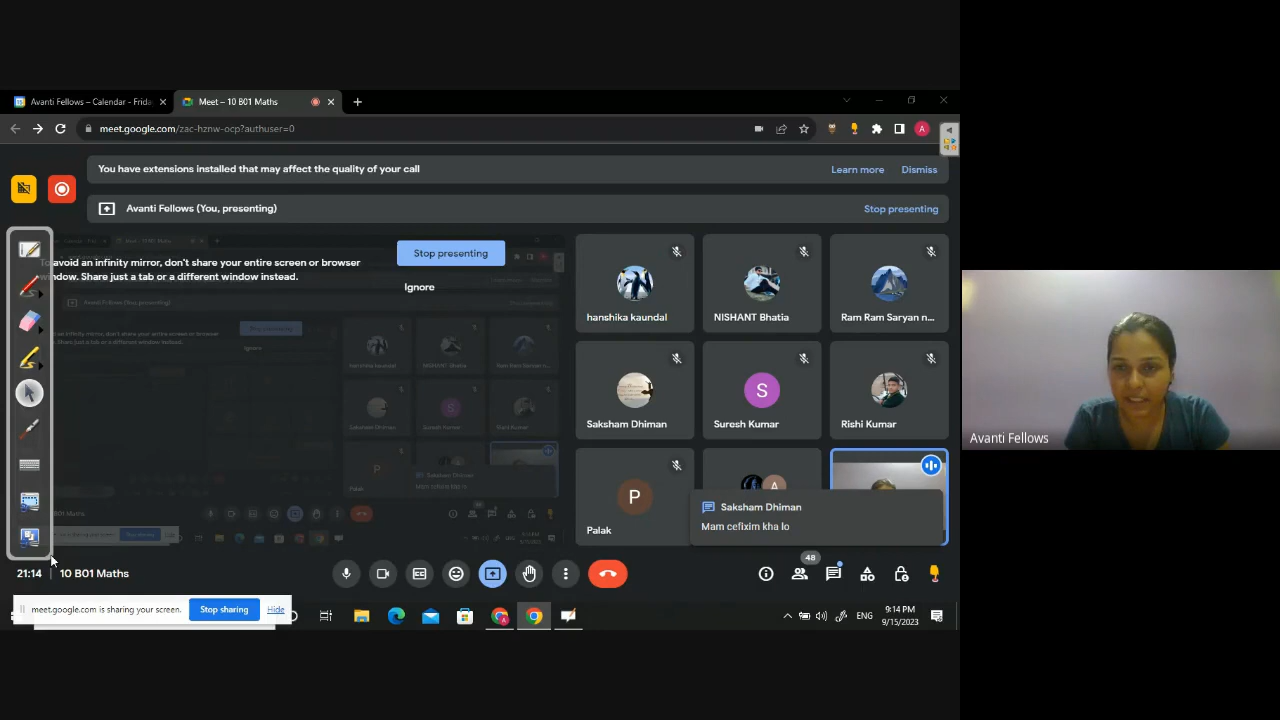 Avanti Fellows – Calendar - Frida
Meet – 10 B01 Maths
meet.google.com/zac-hznw-ocp?authuser=0
A
You have extensions installed that may affect the quality of your call
Learn more
Dismiss
Avanti Fellows (You, presenting)
Stop presenting
To avoid an infinity mirror, don't share your entire screen or browser
window. Share just a tab or a different window instead.
Stop presenting
Ignore
hanshika kaundal
NISHANT Bhatia
Ram Ram Saryan n...
S
Saksham Dhiman
Suresh Kumar
Rishi Kumar
Avanti Fellows
P
A
Palak
Saksham Dhiman
Mam cefixim kha lo
48
21:14
10 B01 Maths
meet.google.com is sharing your screen.
Stop sharing
Hide
ENG
9:14 PM
9/15/2023